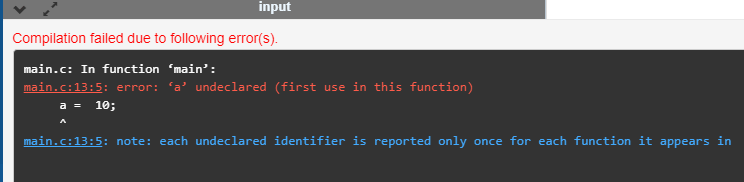 input
Compilation failed due to following error(s).
main.c: In function ‘main’:
main.c:13:5: error: ‘a’ undeclared (first use in this function)
a =  10;
^
main.c:13:5: note: each undeclared identifier is reported only once for each function it appears in